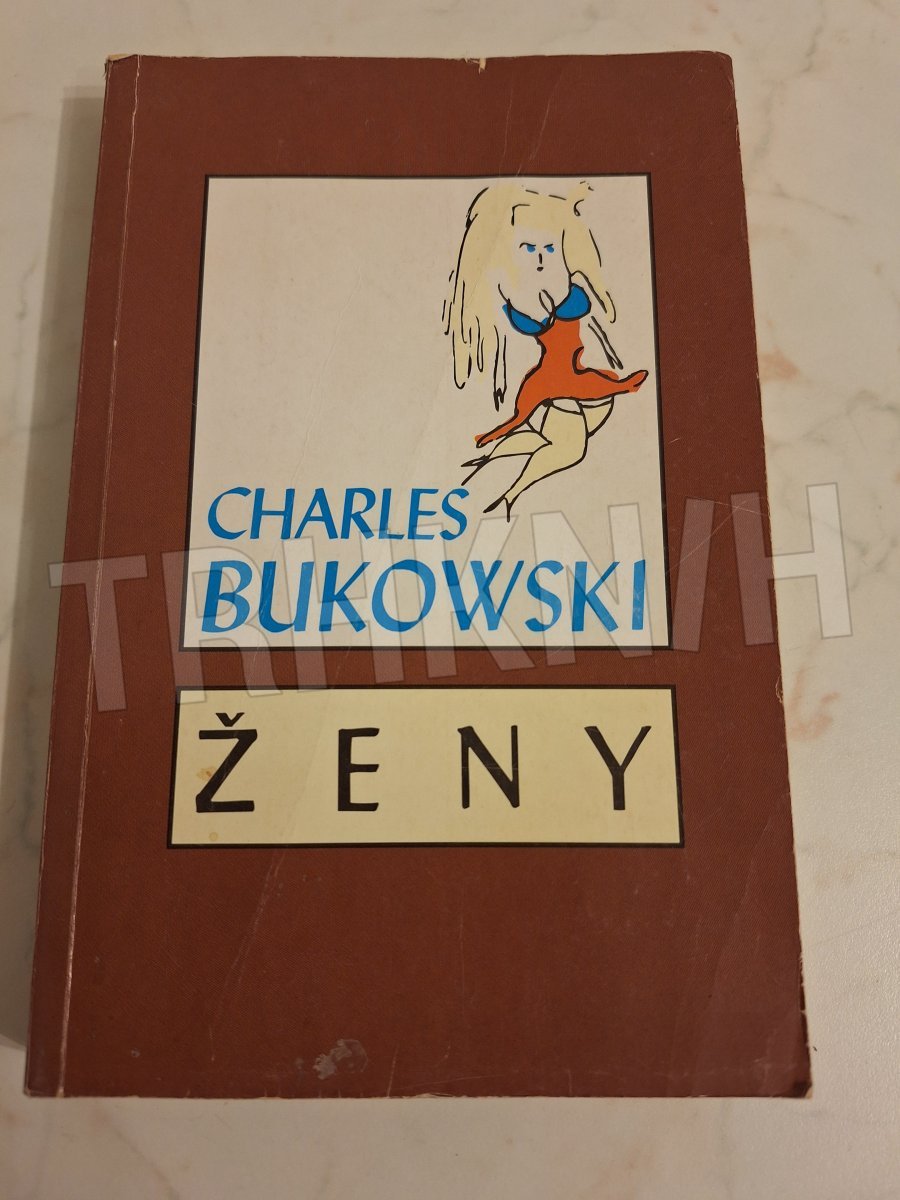 CHARLES
BUKOWSKI
TRHKNIH
ŽENY